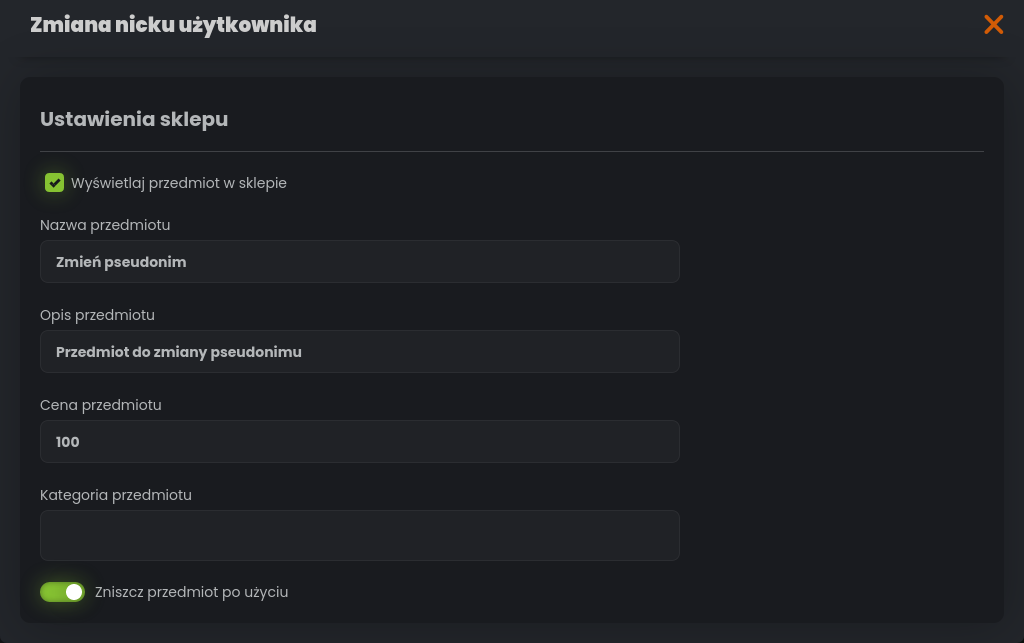 Zmiana nicku użytkownika
Ustawienia sklepu
Wyświetlaj przedmiot w sklepie
Nazwa przedmiotu
Zmień pseudonim
Opis przedmiotu
Przedmiot do zmiany pseudonimu
Cena przedmiotu
100
Kategoria przedmiotu
Zniszcz przedmiot po użyciu